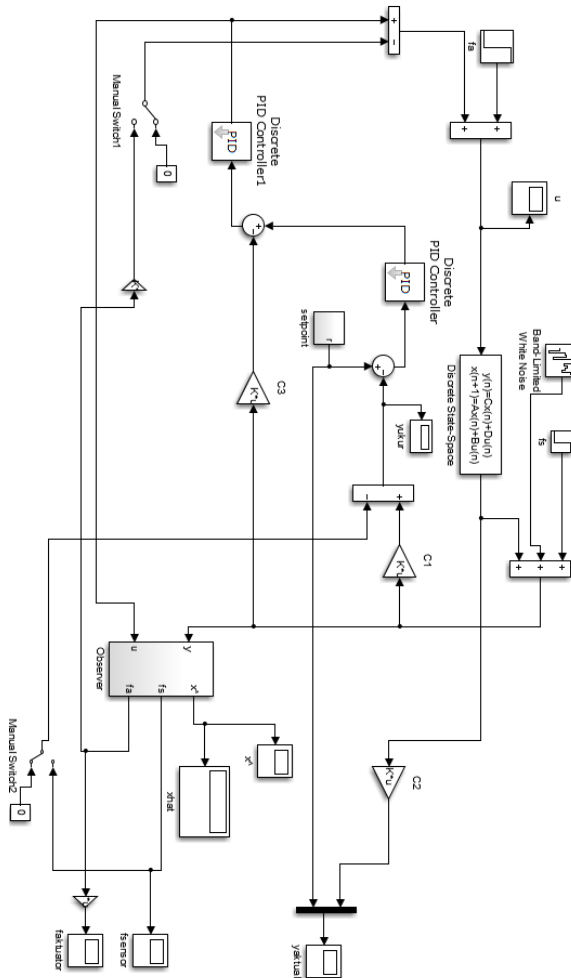 fa
u
Band-Limited
White Noise
fs
y(n)=Cx(n)+Du(n)
x(n+1)=Ax(n)+Bu(n)
Discrete State-Space
Discrete
PID Controller
PID
Discrete
PID Controller1
PID
setpoint
r
yukur
C1
K*u
C2
K*u
C3
K*u
Manual Switch1
0
Observer
y
u
x^
fs
fa
x^
xhat
Manual Switch2
0
yaktual
fsensor
faktuator